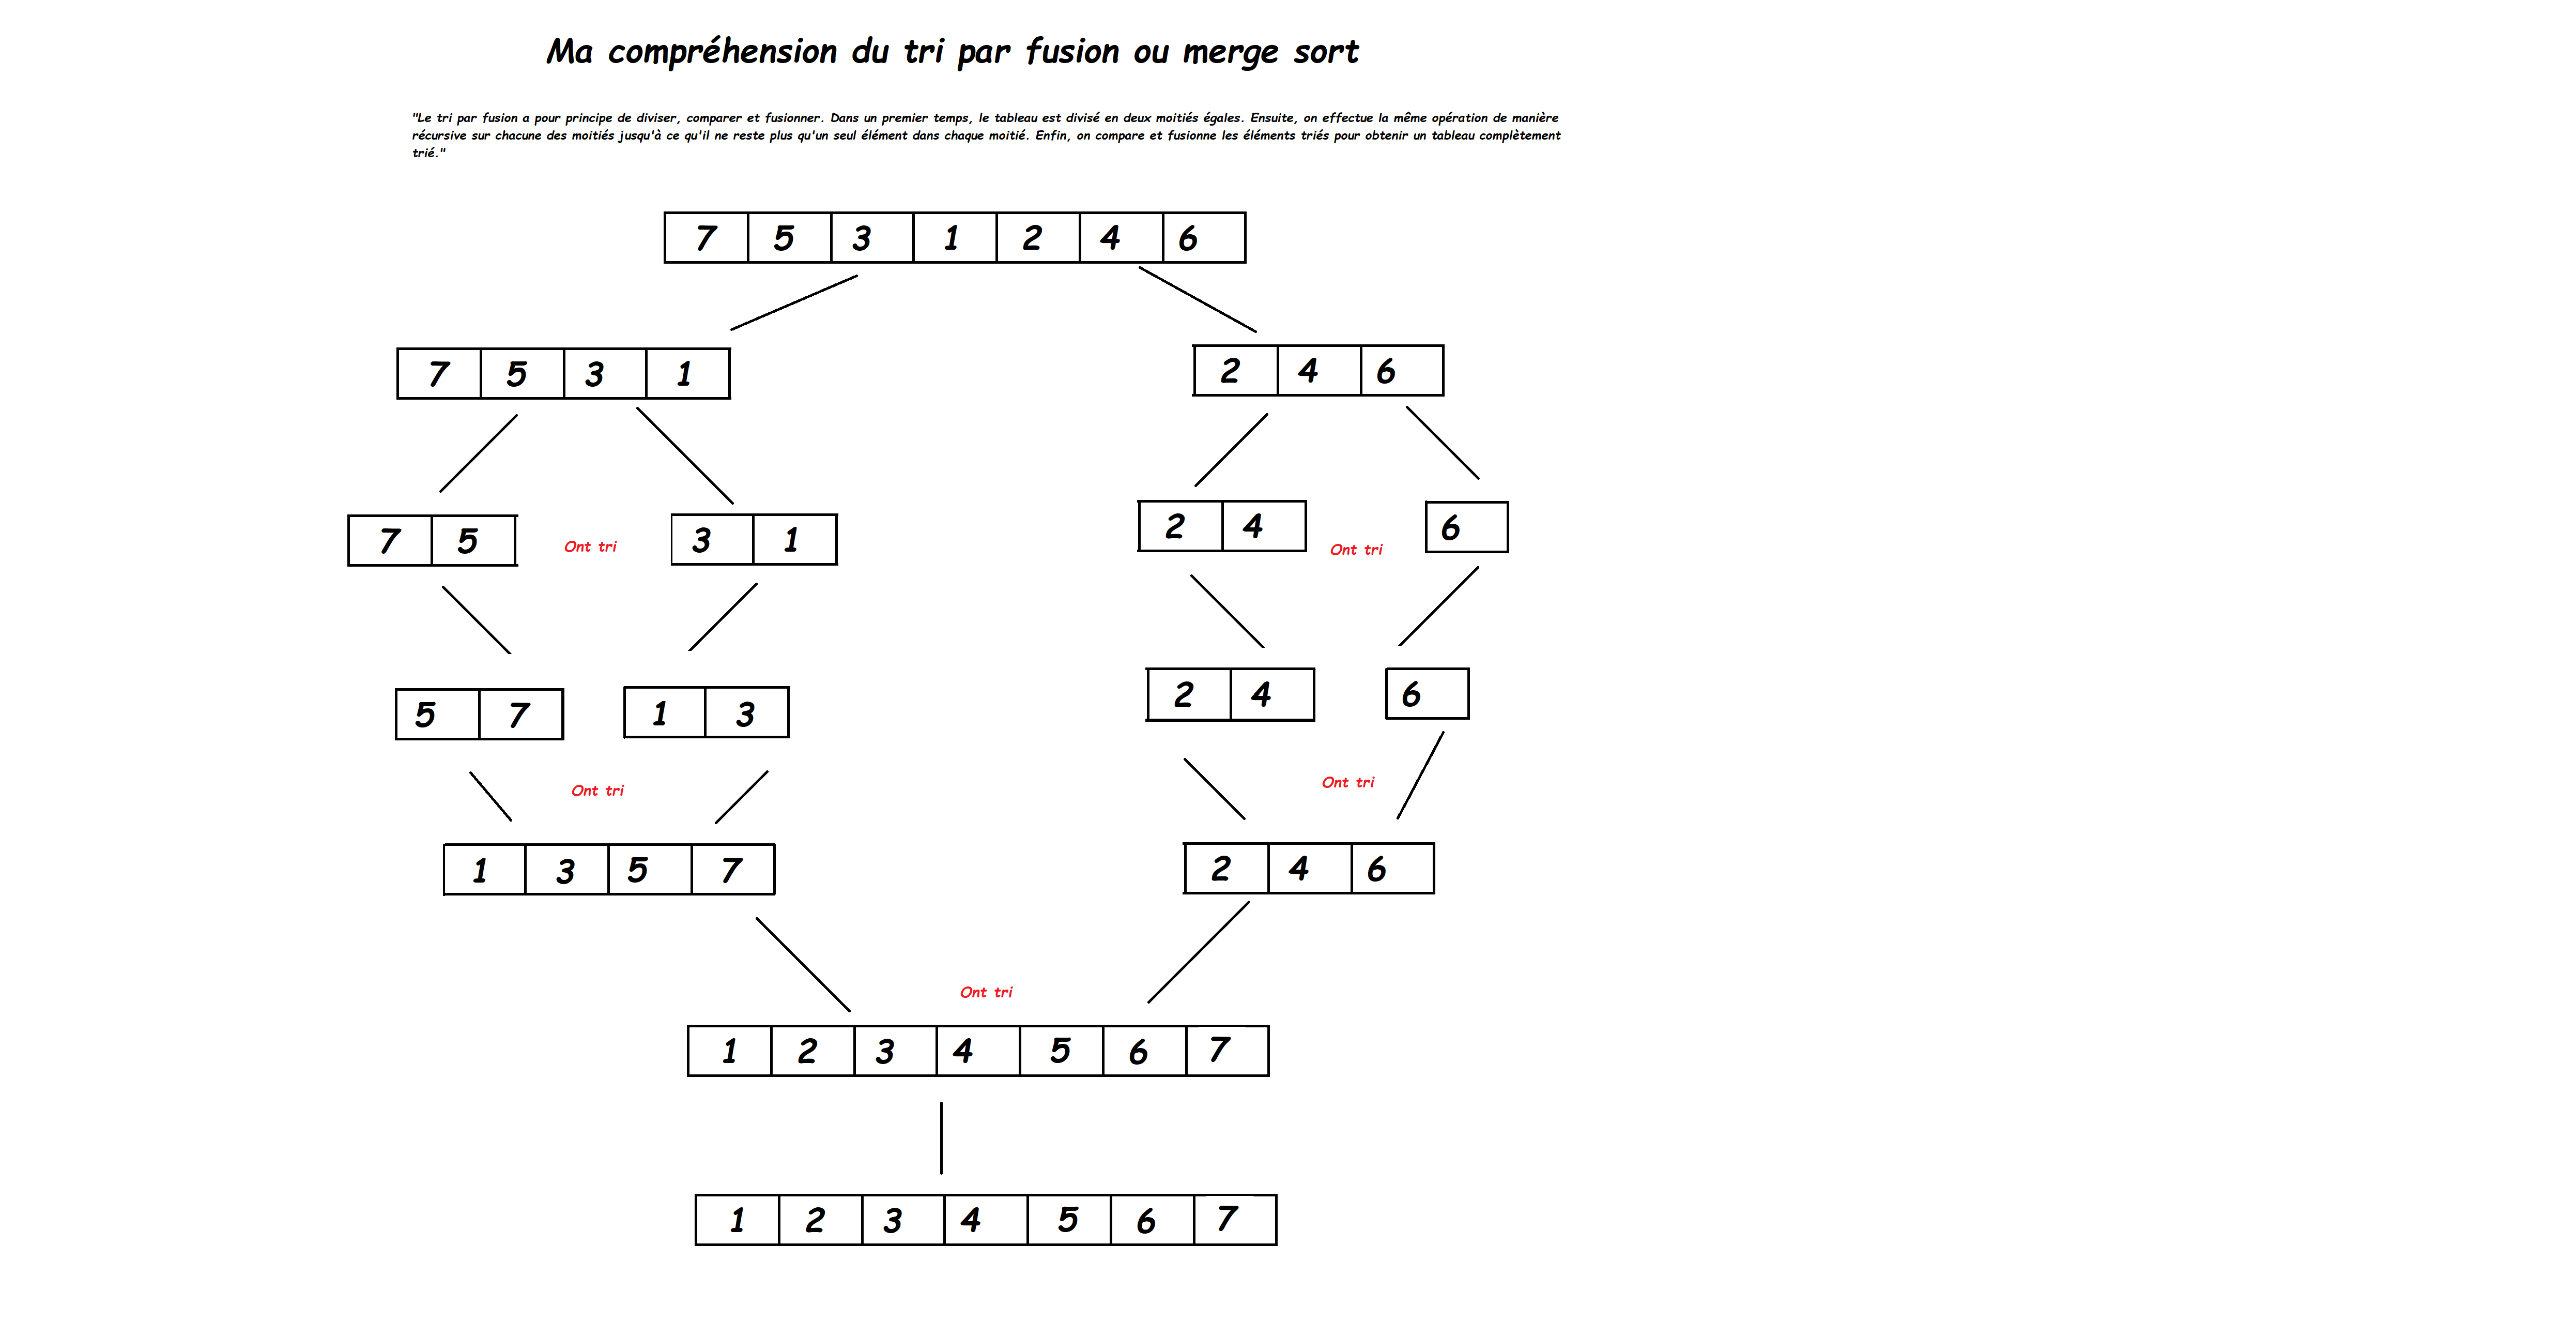 Ma compréhension du tri par fusion ou merge sort
"Le tri par fusion a pour principe de diviser, comparer et fusionner. Dans un premier temps, le tableau est divisé en deux moitiés égales. Ensuite, on effectue la même opération de manière
récursive sur chacune des moitiés jusqu'à ce qu'il ne reste plus qu'un seul élément dans chaque moitié. Enfin, on compare et fusionne les éléments triés pour obtenir un tableau complètement
trié."
7 5 3 1 2 4 6
7 5 3 1
2 4 6
7 5
Ont tri
3 1
2 4
Ont tri
6
5 7
1 3
2 4
6
Ont tri
Ont tri
1 3 5 7
2 4 6
Ont tri
1 2 3 4 5 6 7
1 2 3 4 5 6 7